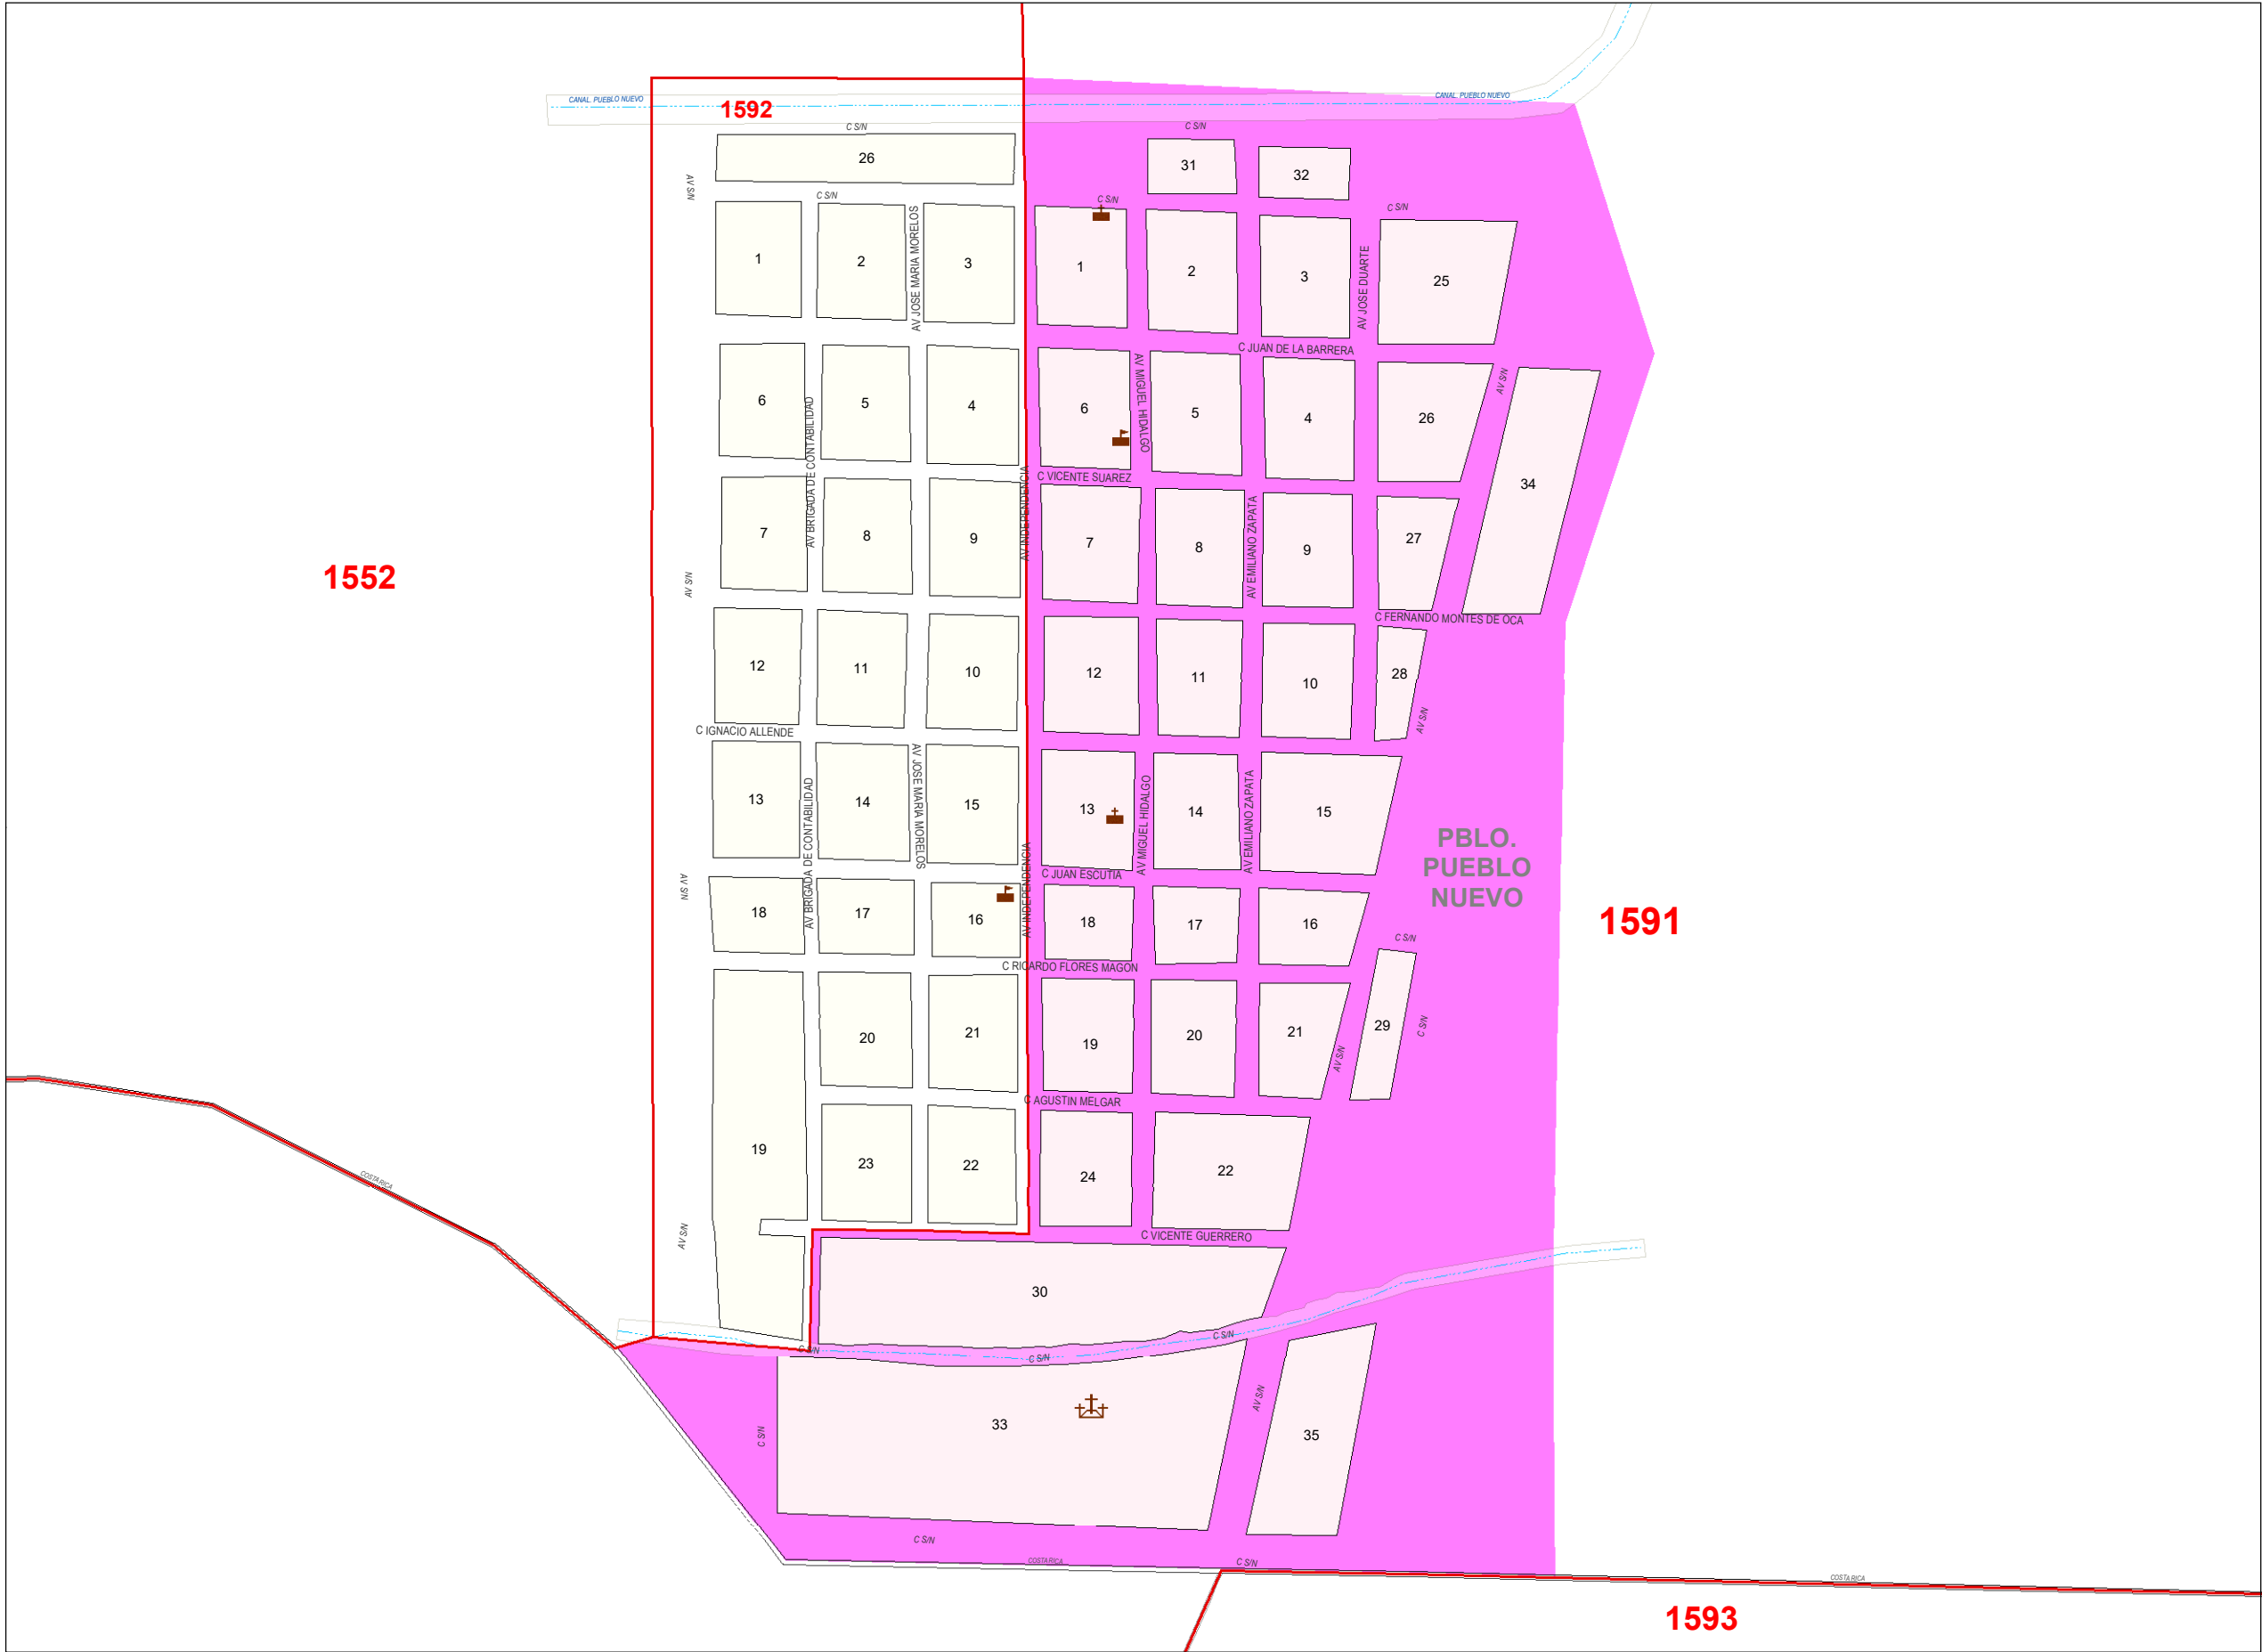 CANAL PUEBLO NUEVO
CANAL PUEBLO NUEVO
1592
C S/N
C S/N
26
31
32
AV S/N
C S/N
C S/N
C S/N
1
2
AV JOSE MARIA MORELOS
3
1
2
3
AV JOSE DUARTE
25
C JUAN DE LA BARRERA
6
AV BRIGADA DE CONTABILIDAD
5
4
6
AV MIGUEL HIDALGO
5
4
26
AV S/N
34
C VICENTE SUAREZ
7
8
9
AV INDEPENDENCIA
7
8
AV EMILIANO ZAPATA
9
27
1552
AV S/N
C FERNANDO MONTES DE OCA
12
11
10
12
11
10
28
AV S/N
C IGNACIO ALLENDE
13
AV BRIGADA DE CONTABILIDAD
14
AV JOSE MARIA MORELOS
15
AV INDEPENDENCIA
13
AV MIGUEL HIDALGO
14
AV EMILIANO ZAPATA
15
PBLO.
PUEBLO
NUEVO
C JUAN ESCUTIA
AV S/N
18
17
16
18
17
16
1591
C S/N
C RICARDO FLORES MAGON
20
21
19
20
21
AV S/N
29
C S/N
C AGUSTIN MELGAR
19
23
22
24
22
COSTA RICA
AV S/N
C VICENTE GUERRERO
30
C S/N
C S/N
C S/N
C S/N
33
AV S/N
35
C S/N
COSTA RICA
C S/N
COSTA RICA
1593